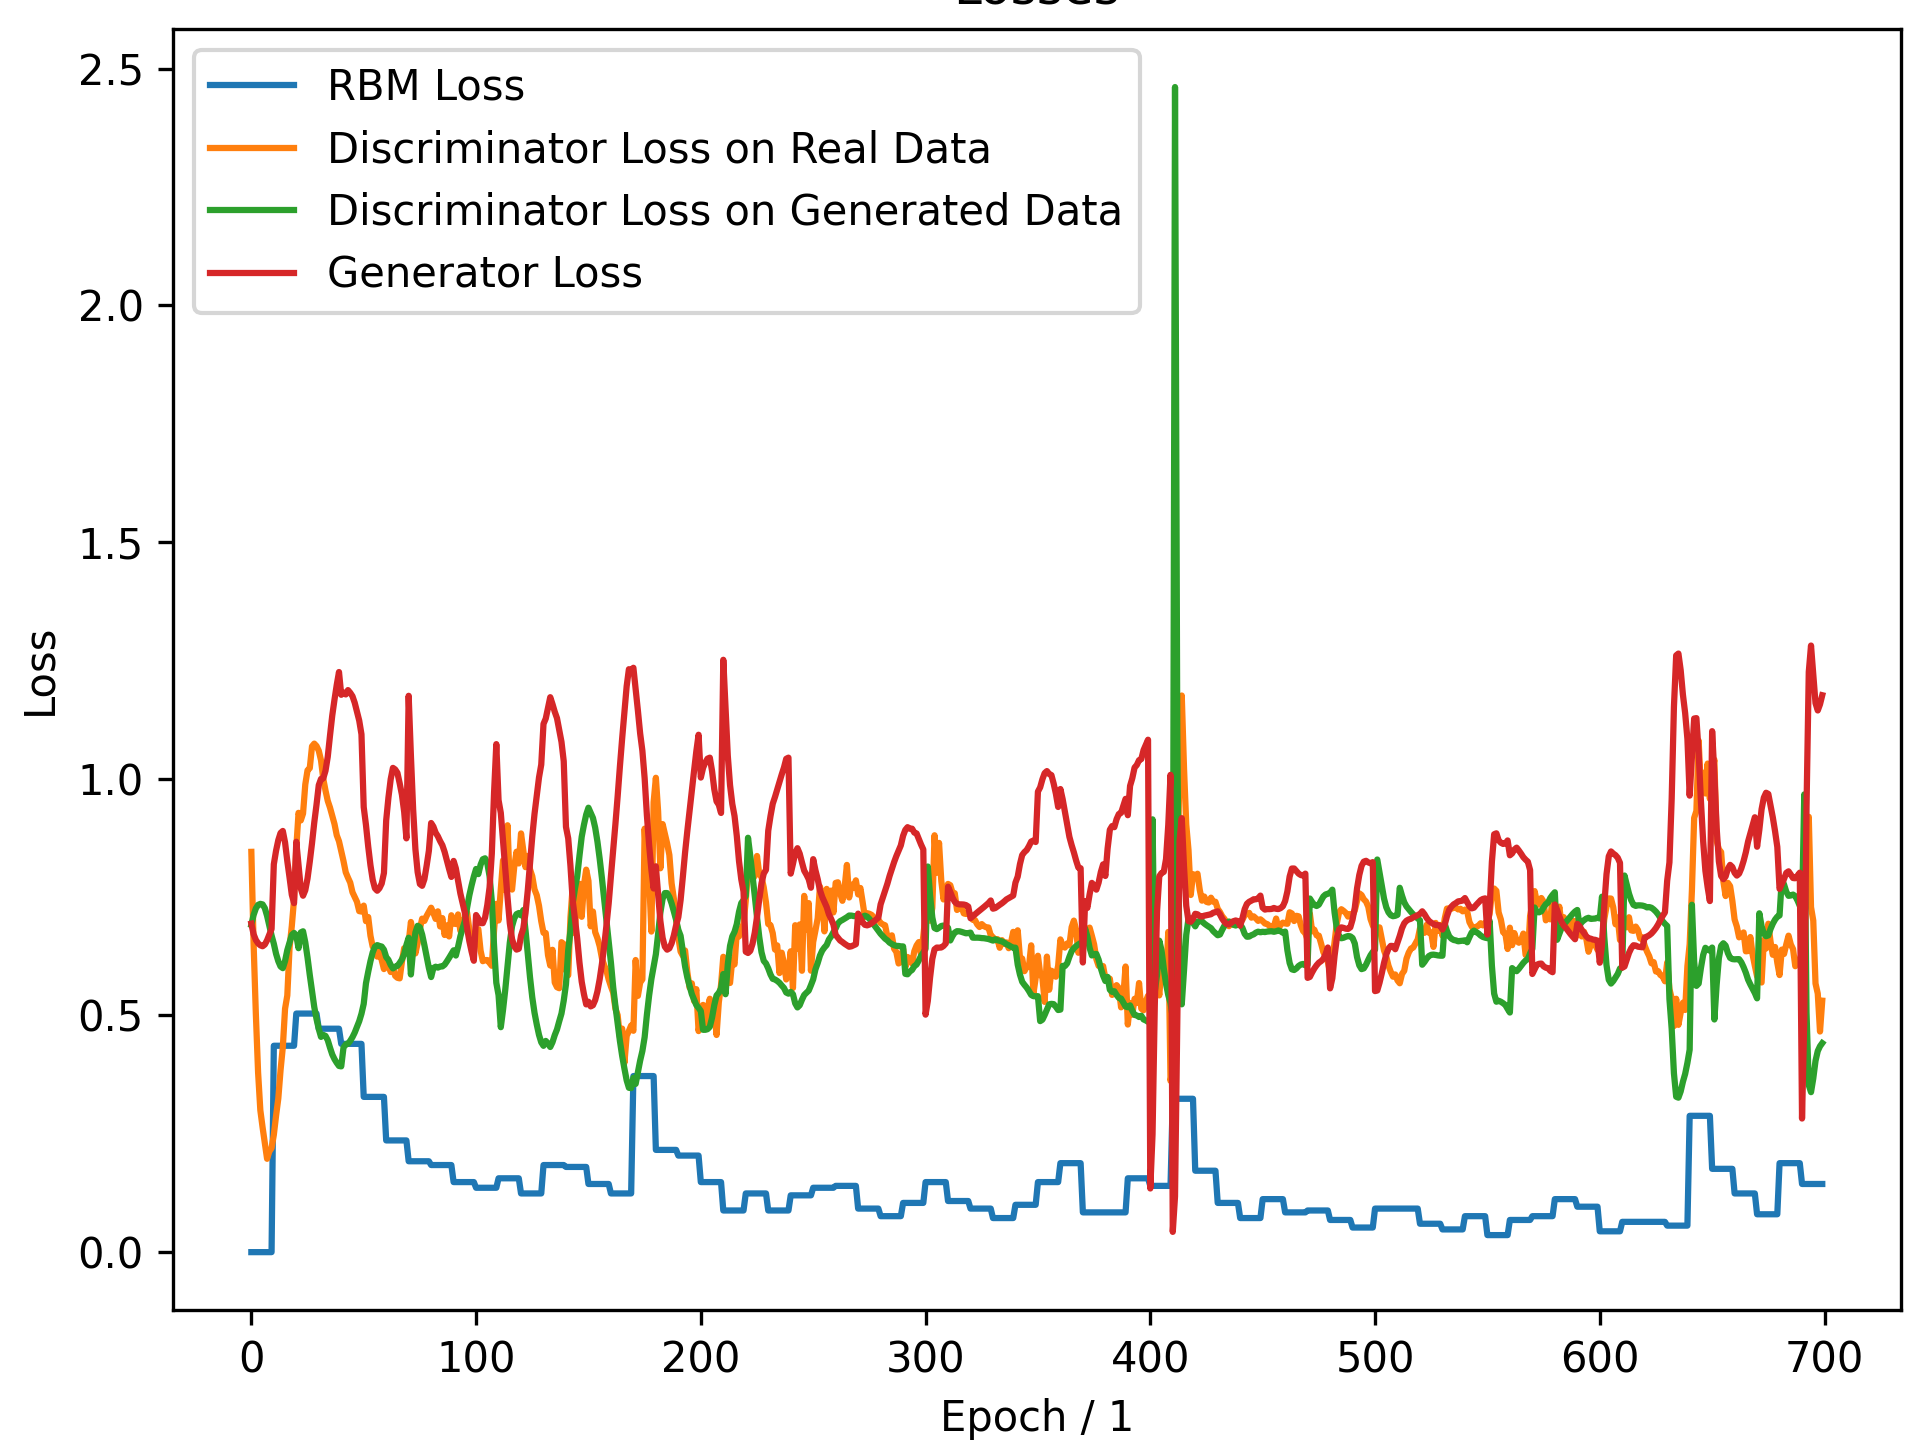 Losses
2.5
2.0
1.5
1.0
0.5
0.0
Loss
RBM Loss
Discriminator Loss on Real Data
Discriminator Loss on Generated Data
Generator Loss
0 100 200 300 400 500 600 700
Epoch / 1